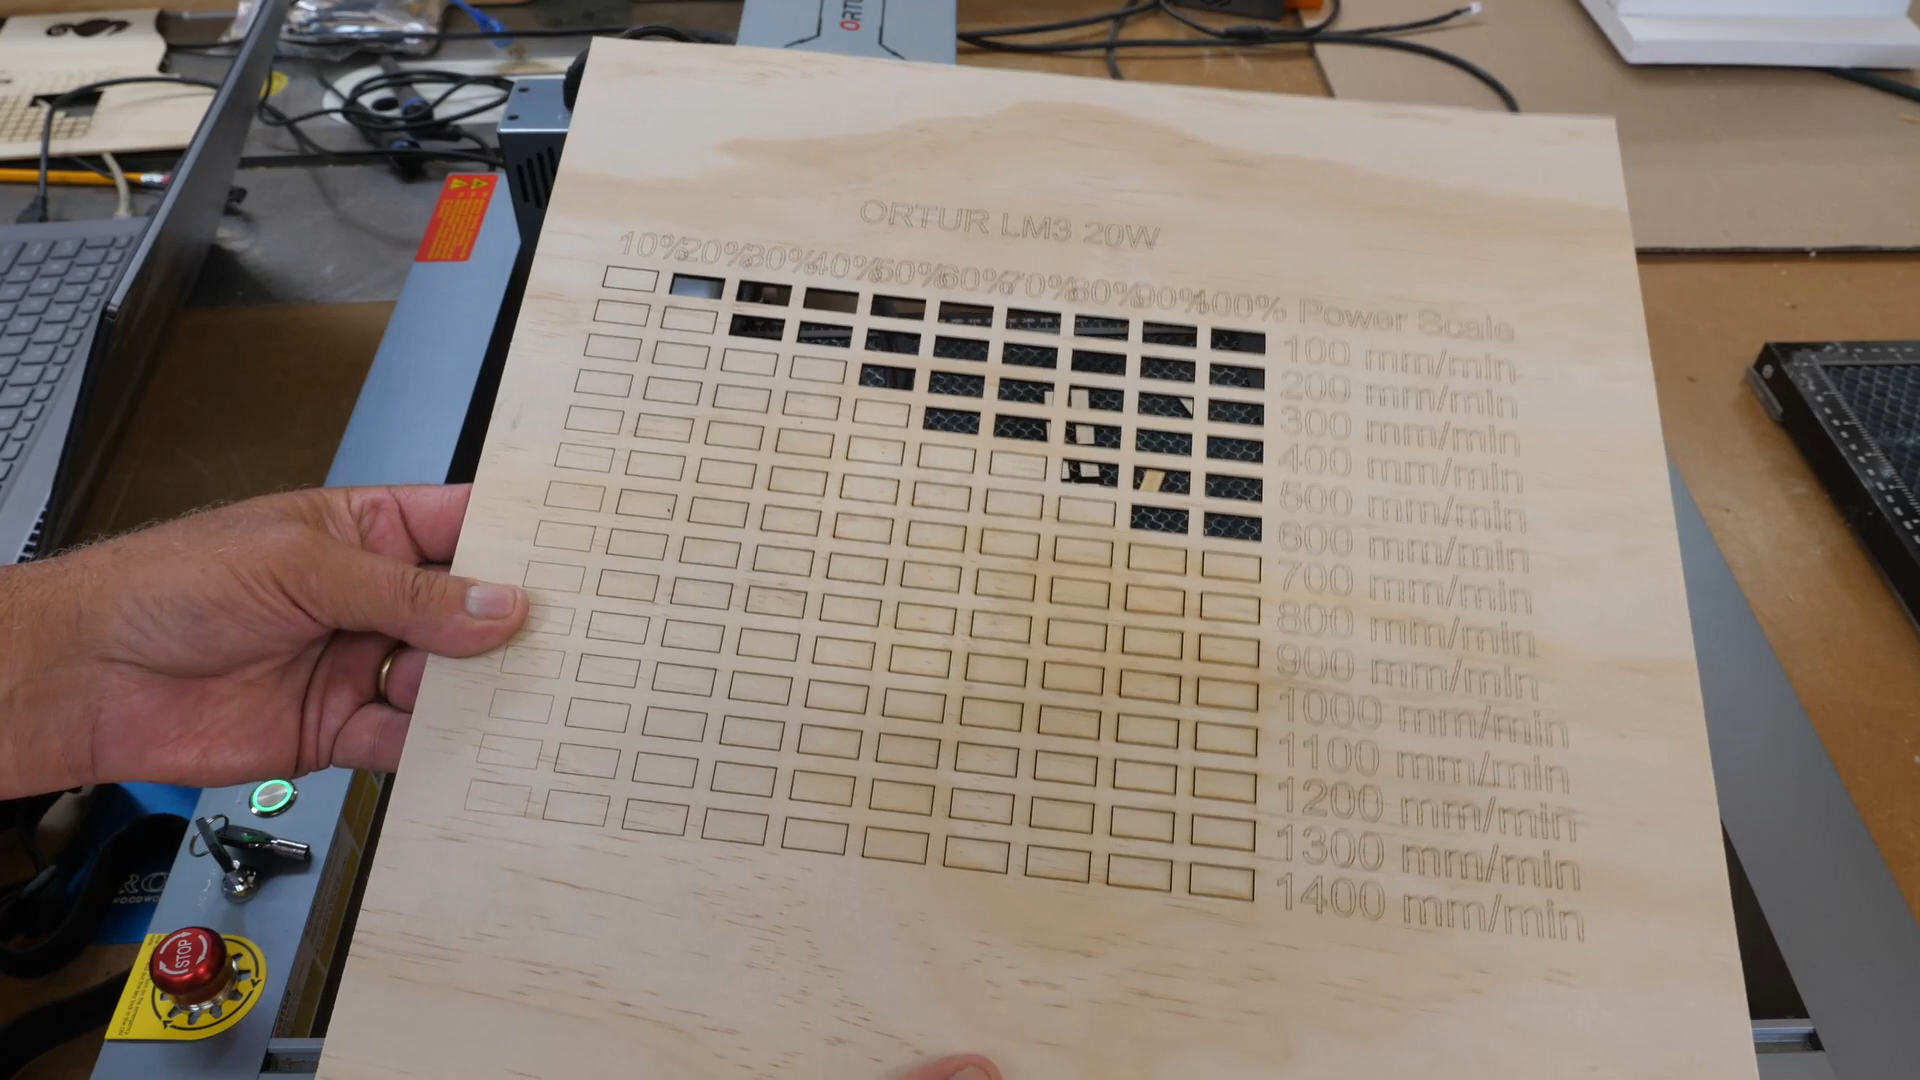 ORTU
ORTUR LM3 20W
10% 20% 30% 40% 50% 60% 70% 80% 90% 100% Power Scale
100 mm/min
200 mm/min
300 mm/min
400 mm/min
500 mm/min
600 mm/min
700 mm/min
800 mm/min
900 mm/min
1000 mm/min
1100 mm/min
1200 mm/min
1300 mm/min
1400 mm/min
STOP